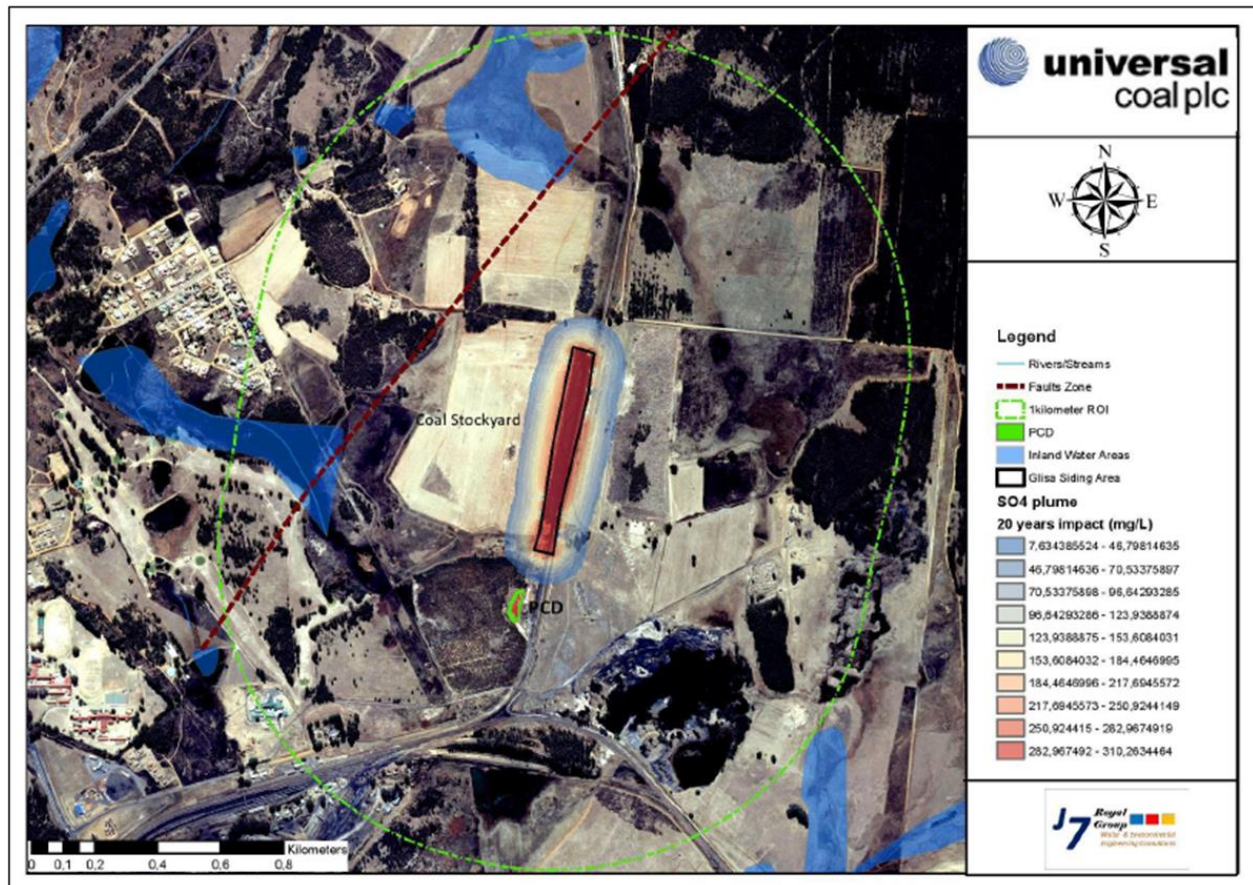 universal
coal plc
N
W
E
S
Legend
Rivers/Streams
Faults Zone
1kilometer ROI
PCD
Inland Water Areas
Glisa Siding Area
SO4 plume
20 years impact (mg/L)
7,634385524 - 46,79814635
46,79814636 - 70,53375897
70,53375898 - 96,64293285
96,64293286 - 123,9388874
123,9388875 - 153,6084031
153,6084032 - 184,4646995
184,4646996 - 217,6945572
217,6945573 - 250,9244149
250,924415 - 282,9674919
282,967492 - 310,2634464
Coal Stockyard
PCD
Kilometers
0 0,1 0,2 0,4 0,6 0,8
J7 Royal
Group
Water & Environmental
Engineering Consultants